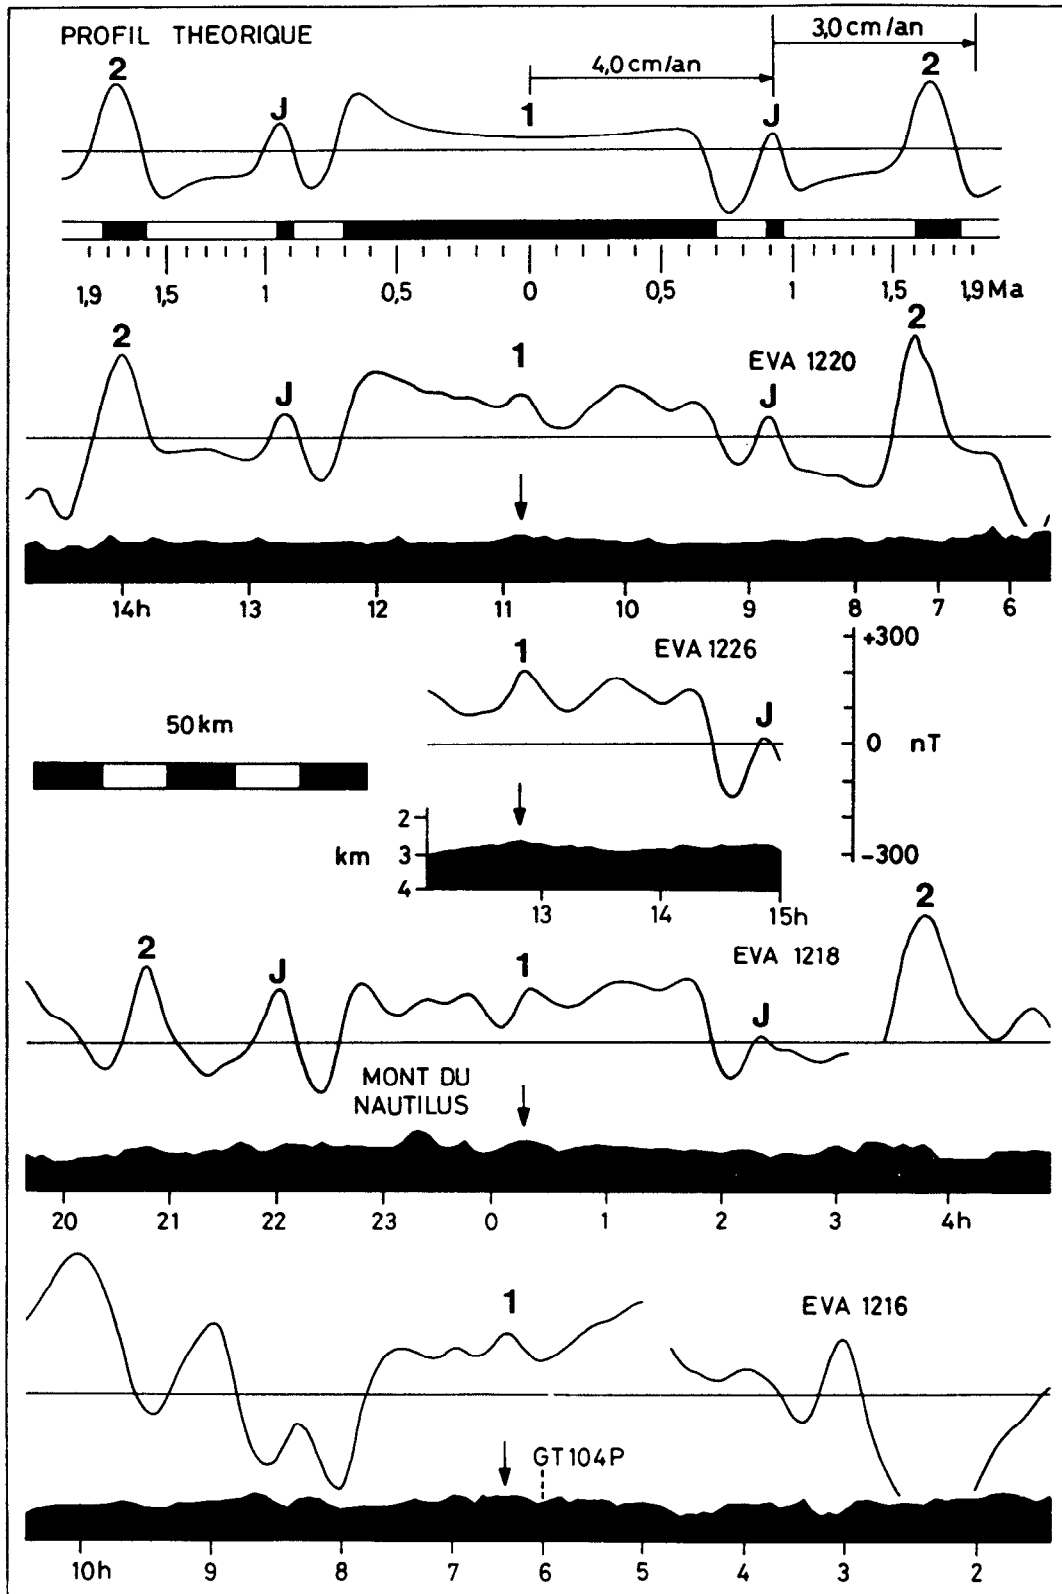 PROFIL THEORIQUE
3,0 cm/an
4,0 cm/an
2 J 1 J 2
1,9 1,5 1 0,5 0 0,5 1 1,5 1,9 Ma
2 J 1 J 2
EVA 1220
14h 13 12 11 10 9 8 7 6
1 J
EVA 1226
50 km
+300
0 nT
-300
2
km 3
4
13 14 15h
2 J 1 J 2
EVA 1218
MONT DU
NAUTILUS
20 21 22 23 0 1 2 3 4h
1
EVA 1216
GT104P
10h 9 8 7 6 5 4 3 2